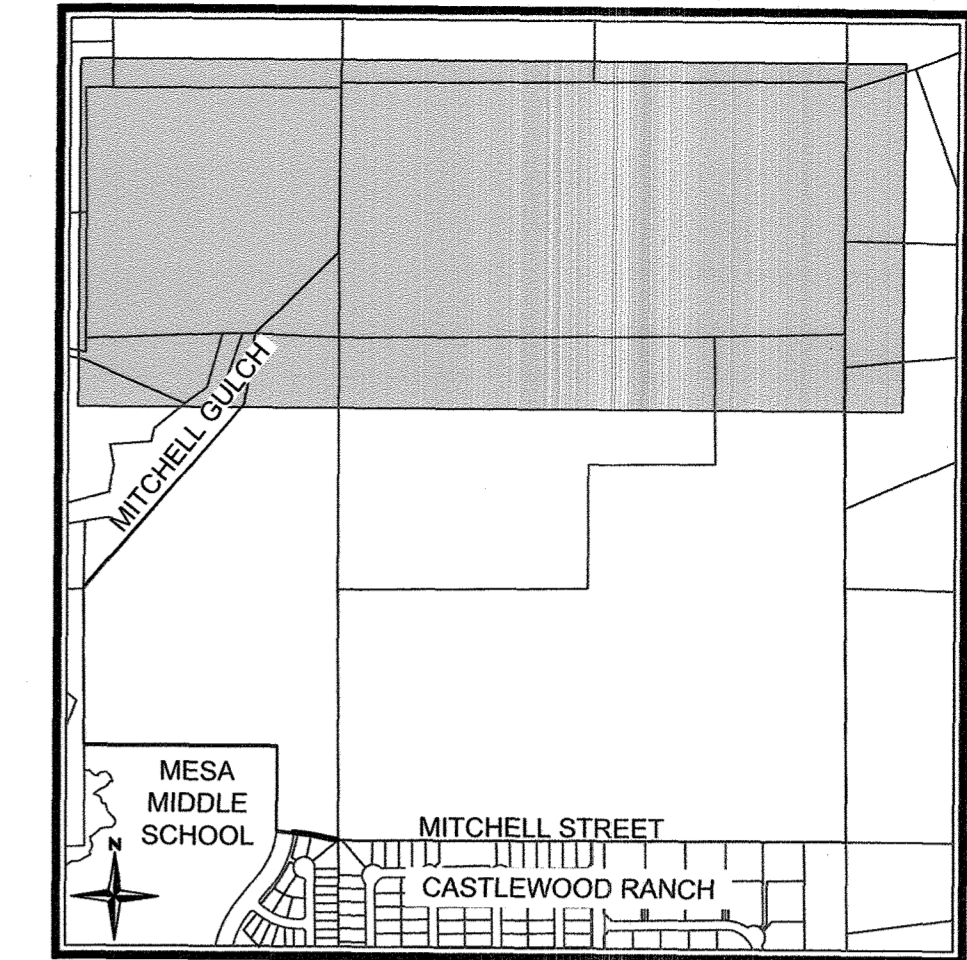 MITCHELL GULCH
MESA
MIDDLE
SCHOOL
N
MITCHELL STREET
CASTLEWOOD RANCH